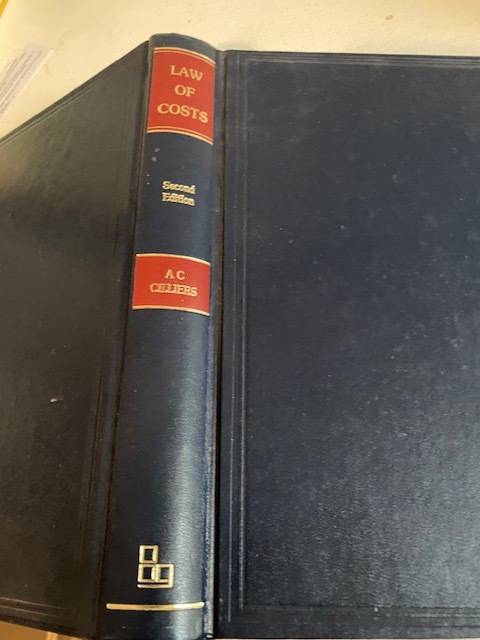 LAW
OF
COSTS
Second
Edition
A C
CILLIERS